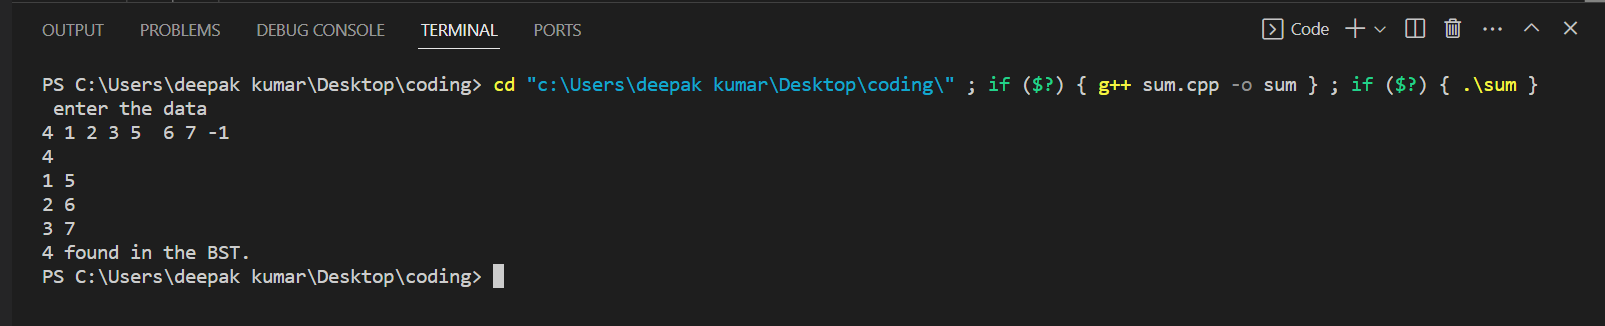 OUTPUT PROBLEMS DEBUG CONSOLE TERMINAL PORTS Code
PS C:\Users\deepak kumar\Desktop\coding> cd "c:\Users\deepak kumar\Desktop\coding\" ; if ($?) { g++ sum.cpp -o sum } ; if ($?) { .\sum }
 enter the data
4 1 2 3 5  6 7 -1
4
1 5
2 6
3 7
4 found in the BST.
PS C:\Users\deepak kumar\Desktop\coding>